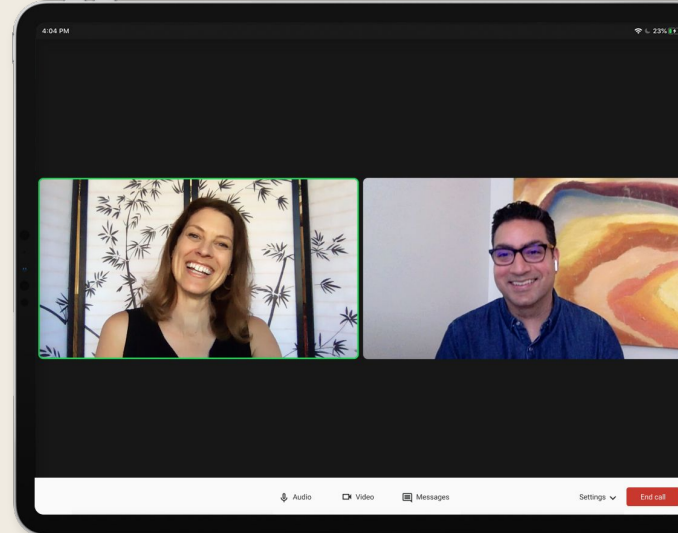 4:04 PM
23%
Audio
Video
Messages
Settings
End call